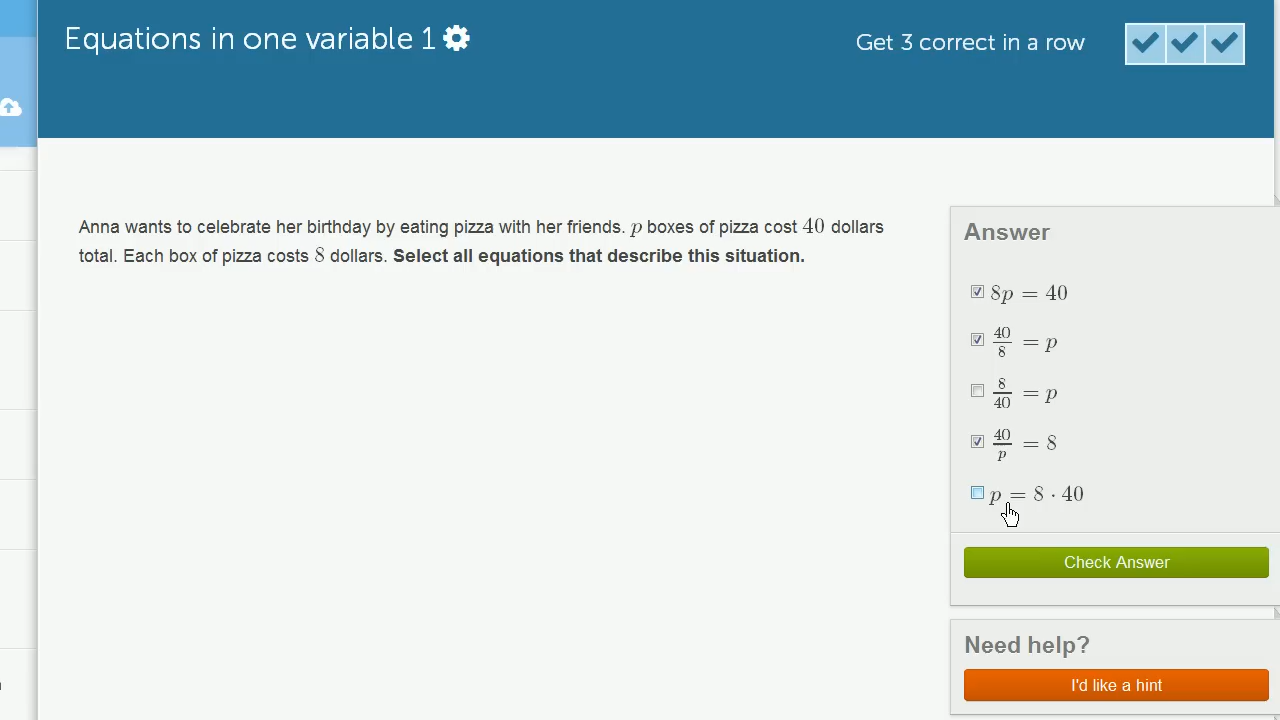 Equations in one variable 1
Get 3 correct in a row
Anna wants to celebrate her birthday by eating pizza with her friends. p boxes of pizza cost 40 dollars
total. Each box of pizza costs 8 dollars. Select all equations that describe this situation.
Answer
8p = 40
40/8 = p
8/40 = p
40/p = 8
p = 8 · 40
Check Answer
Need help?
I'd like a hint